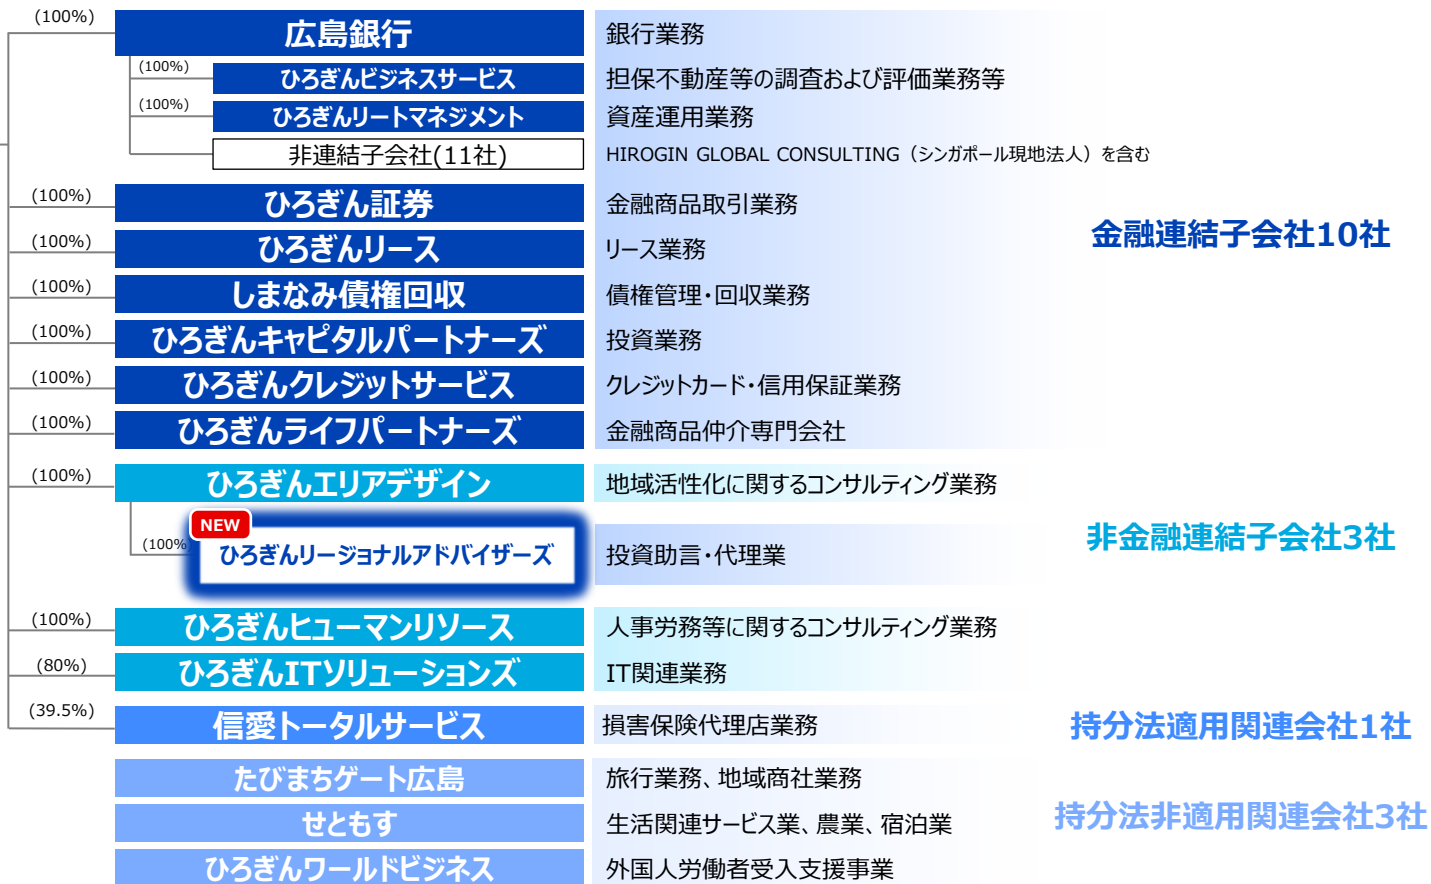 (100%) 広島銀行 銀行業務
(100%) ひろぎんビジネスサービス 担保不動産等の調査および評価業務等
(100%) ひろぎんリートマネジメント 資産運用業務
非連結子会社(11社) HIROGIN GLOBAL CONSULTING（シンガポール現地法人）を含む
(100%) ひろぎん証券 金融商品取引業務
金融連結子会社10社
(100%) ひろぎんリース リース業務
(100%) しまなみ債権回収 債権管理・回収業務
(100%) ひろぎんキャピタルパートナーズ 投資業務
(100%) ひろぎんクレジットサービス クレジットカード・信用保証業務
(100%) ひろぎんライフパートナーズ 金融商品仲介専門会社
(100%) ひろぎんエリアデザイン 地域活性化に関するコンサルティング業務
NEW
非金融連結子会社3社
(100% ひろぎんリージョナルアドバイザーズ 投資助言・代理業
(100%) ひろぎんヒューマンリソース 人事労務等に関するコンサルティング業務
(80%) ひろぎんITソリューションズ IT関連業務
(39.5%) 信愛トータルサービス 損害保険代理店業務 持分法適用関連会社1社
たびまちゲート広島 旅行業務、地域商社業務
せともす 生活関連サービス業、農業、宿泊業 持分法非適用関連会社3社
ひろぎんワールドビジネス 外国人労働者受入支援事業